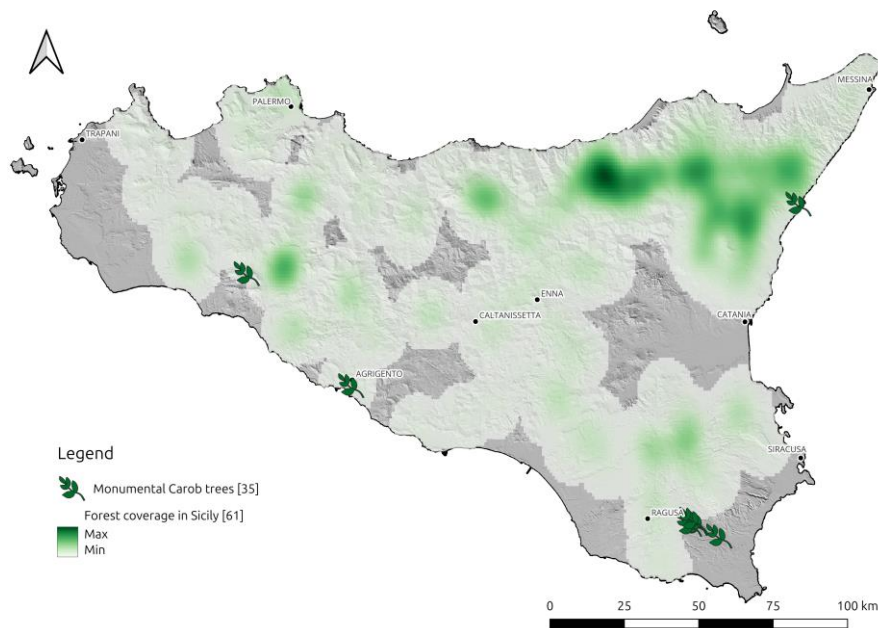 MESSINA
PALERMO
TRAPANI
ENNA
CALTANISSETTA
CATANIA
AGRIGENTO
SIRACUSA
RAGUSA
Legend
Monumental Carob trees [35]
Forest coverage in Sicily [61]
Max
Min
0 25 50 75 100 km